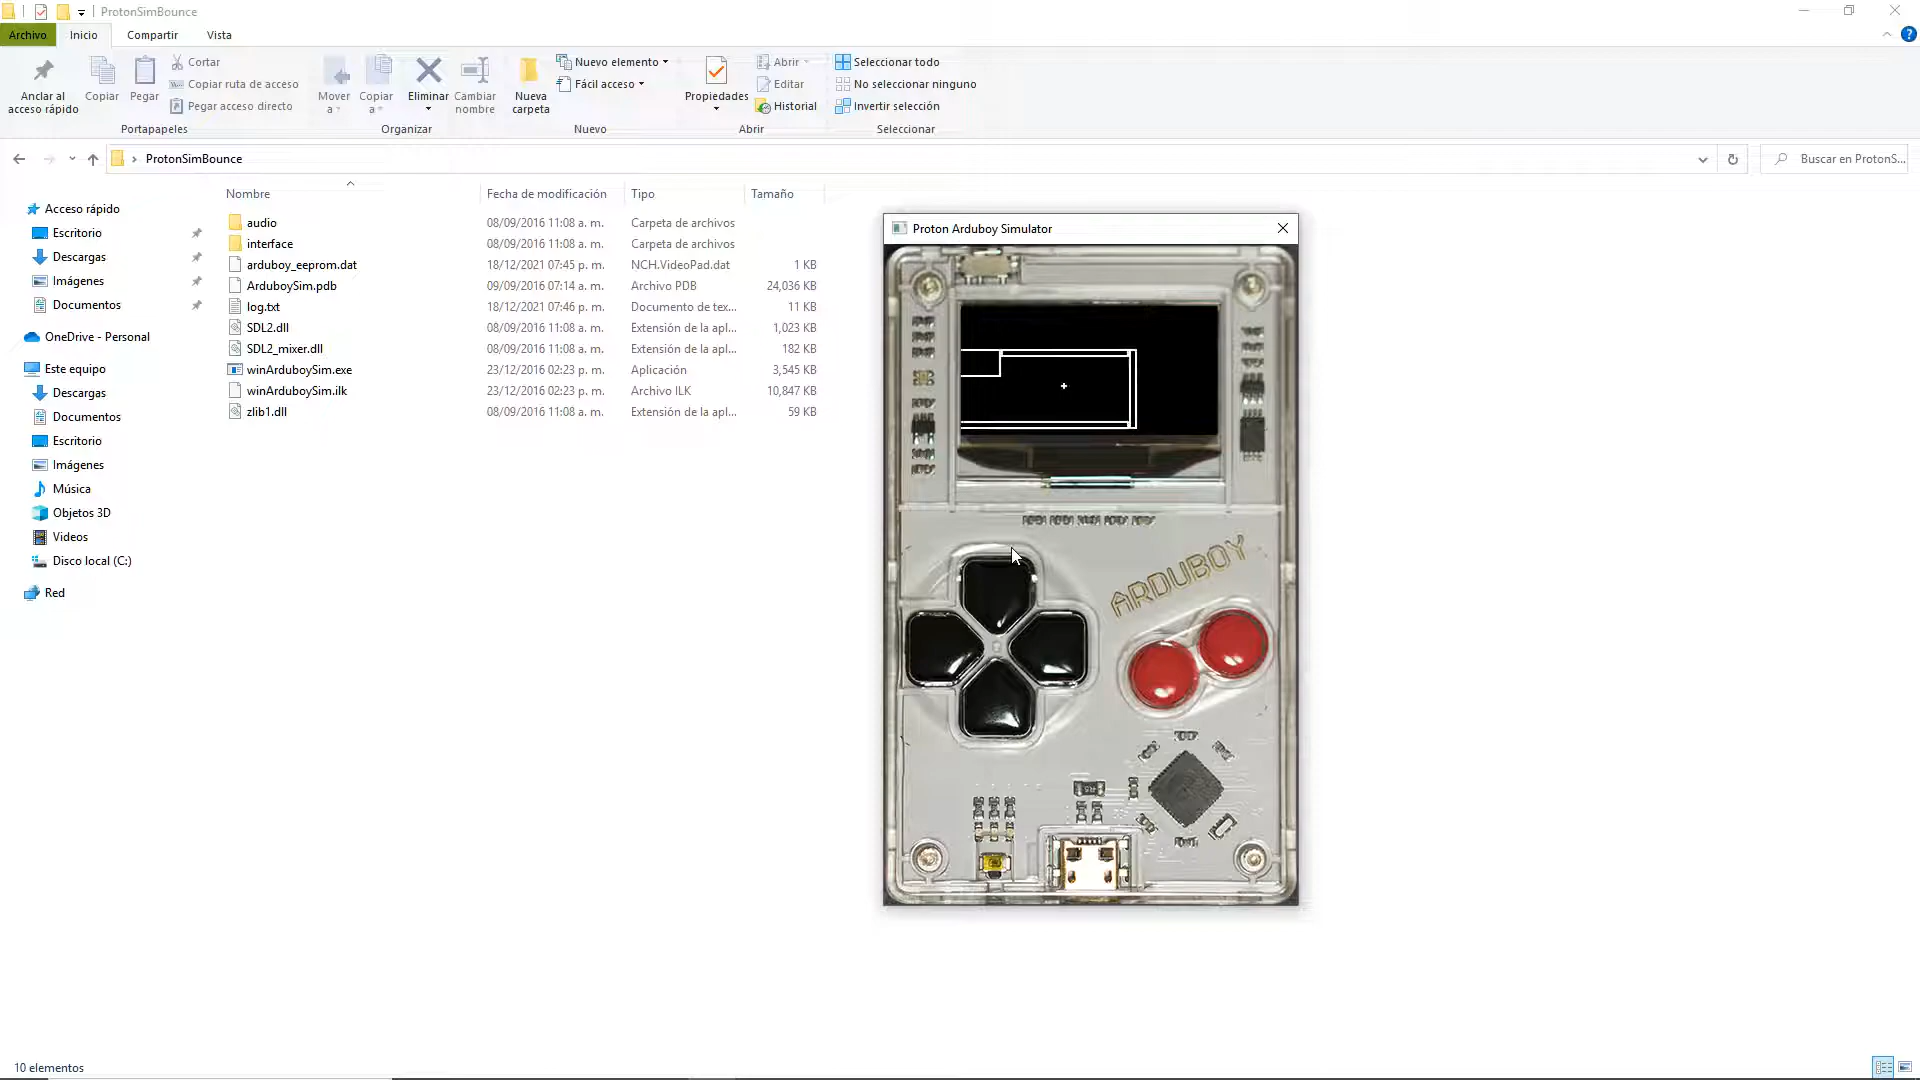 ProtonSimBounce
Archivo Inicio Compartir Vista
Anclar al acceso rápido
Copiar
Pegar
Cortar
Copiar ruta de acceso
Pegar acceso directo
Portapapeles
Mover a
Copiar a
Eliminar
Cambiar nombre
Organizar
Nueva carpeta
Nuevo elemento
Fácil acceso
Nuevo
Propiedades
Abrir
Editar
Historial
Abrir
Seleccionar todo
No seleccionar ninguno
Invertir selección
Seleccionar
ProtonSimBounce
Buscar en ProtonS...
Acceso rápido
Escritorio
Descargas
Imágenes
Documentos
OneDrive - Personal
Este equipo
Descargas
Documentos
Escritorio
Imágenes
Música
Objetos 3D
Videos
Disco local (C:)
Red
Nombre Fecha de modificación Tipo Tamaño
audio 08/09/2016 11:08 a. m. Carpeta de archivos
interface 08/09/2016 11:08 a. m. Carpeta de archivos
arduboy_eeprom.dat 18/12/2021 07:45 p. m. NCH.VideoPad.dat 1 KB
ArduboySim.pdb 09/09/2016 07:14 a. m. Archivo PDB 24,036 KB
log.txt 18/12/2021 07:46 p. m. Documento de tex... 11 KB
SDL2.dll 08/09/2016 11:08 a. m. Extensión de la apl... 1,023 KB
SDL2_mixer.dll 08/09/2016 11:08 a. m. Extensión de la apl... 182 KB
winArduboySim.exe 23/12/2016 02:23 p. m. Aplicación 3,545 KB
winArduboySim.ilk 23/12/2016 02:23 p. m. Archivo ILK 10,847 KB
zlib1.dll 08/09/2016 11:08 a. m. Extensión de la apl... 59 KB
Proton Arduboy Simulator
ARDUBOY
10 elementos